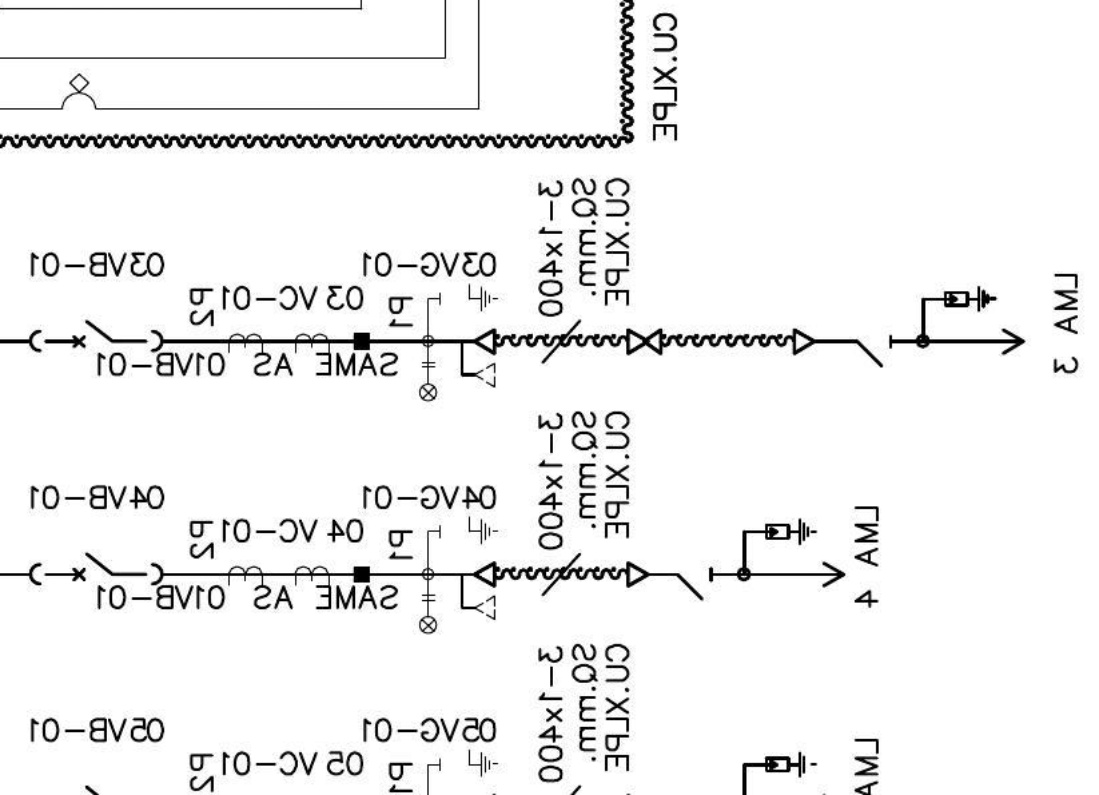 CU.XLPE
3-1x400
SQ.mm.
CU.XLPE
03VG-01
03VB-01
03 VC-01
P1
P2
SAME AS 01VB-01
LMA 3
3-1x400
SQ.mm.
CU.XLPE
04VG-01
04VB-01
04 VC-01
P1
P2
SAME AS 01VB-01
LMA 4
3-1x400
SQ.mm.
CU.XLPE
05VG-01
05VB-01
05 VC-01
P1
P2
LMA